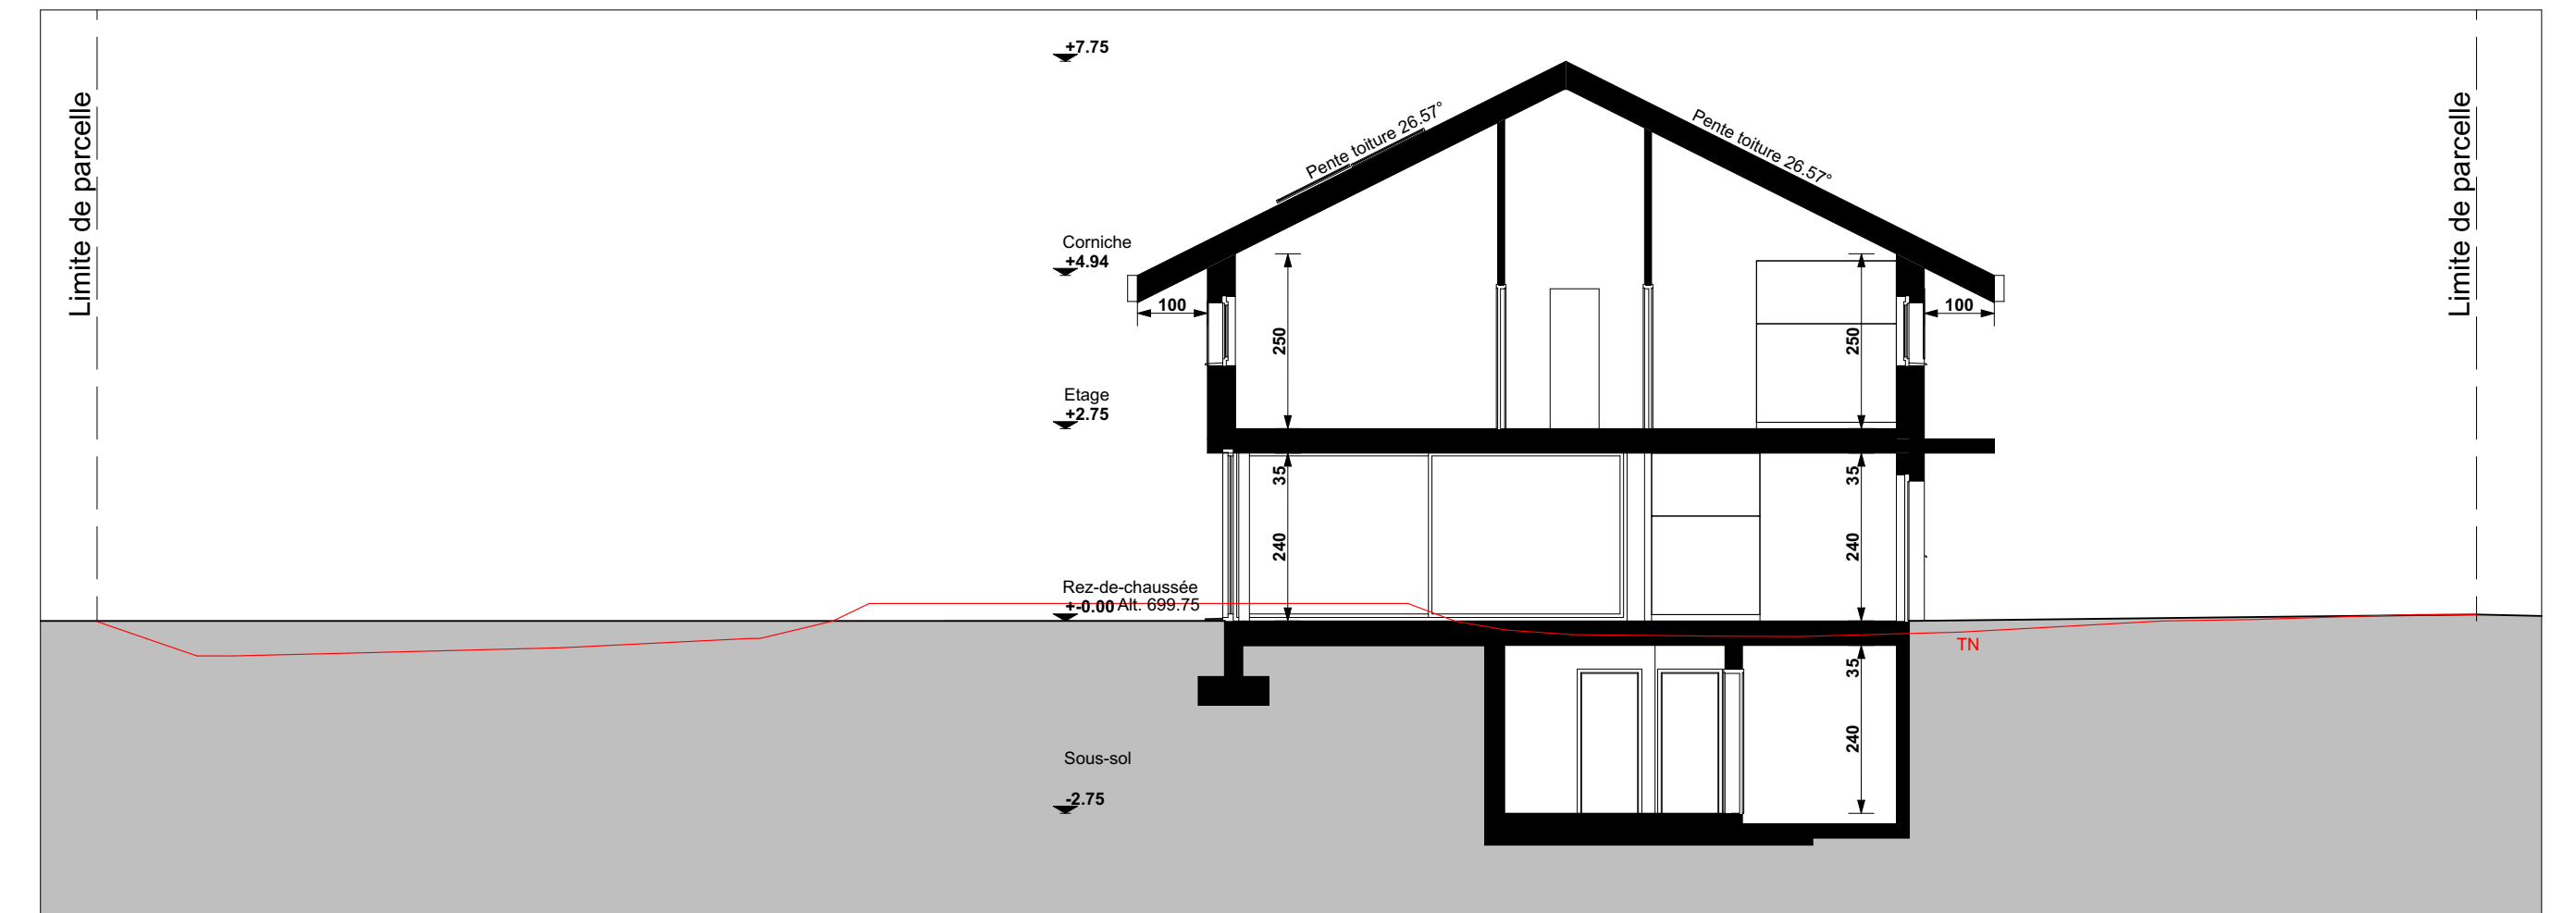 +7.75
Limite de parcelle
Limite de parcelle
Pente toiture 26.57°
Pente toiture 26.57°
Corniche
+4.94
100
100
250
250
Etage
+2.75
35
35
240
240
Rez-de-chaussée
+-0.00 Alt. 699.75
TN
35
240
Sous-sol
-2.75